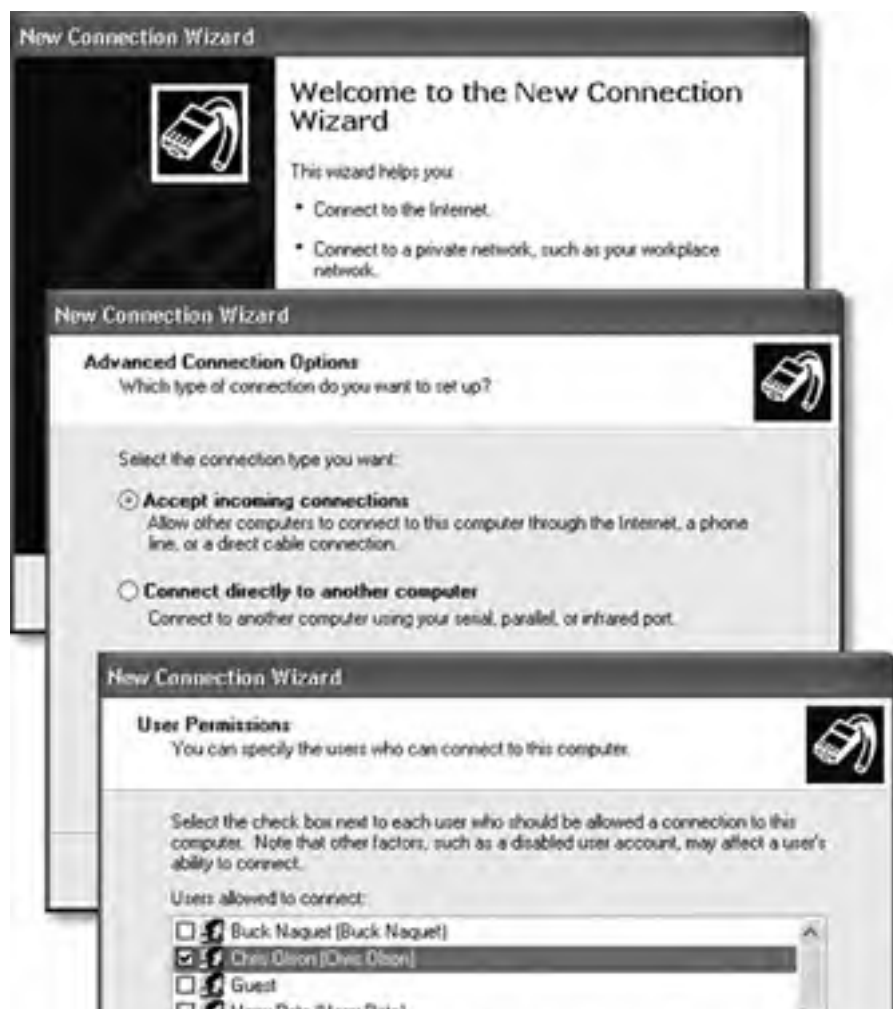 New Connection Wizard
Welcome to the New Connection
Wizard
This wizard helps you:
• Connect to the Internet.
• Connect to a private network, such as your workplace
network.
New Connection Wizard
Advanced Connection Options
Which type of connection do you want to set up?
Select the connection type you want:
Accept incoming connections
Allow other computers to connect to this computer through the Internet, a phone
line, or a direct cable connection.
Connect directly to another computer
Connect to another computer using your serial, parallel, or infrared port.
New Connection Wizard
User Permissions
You can specify the users who can connect to this computer.
Select the check box next to each user who should be allowed a connection to this
computer. Note that other factors, such as a disabled user account, may affect a user's
ability to connect.
Users allowed to connect:
Buck Naquet (Buck Naquet)
Chris Olson (Chris Olson)
Guest